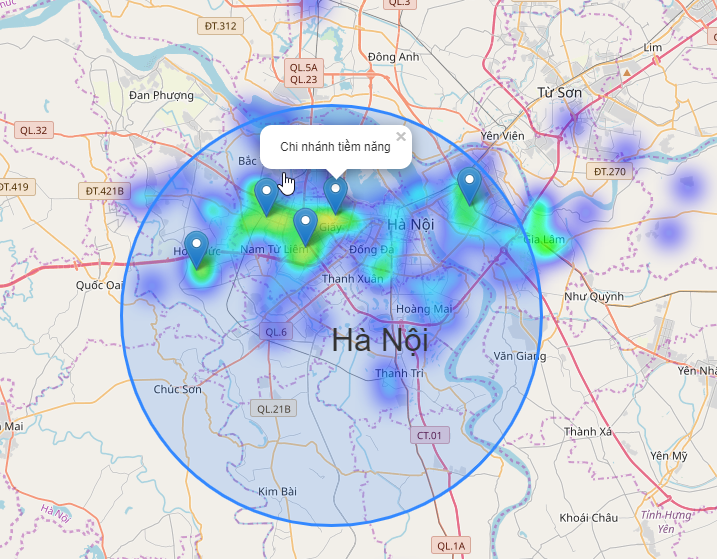 QL.3
ĐT.312
Lim
Đông Anh
QL.5A
QL.23
Đan Phượng
Từ Sơn
QL.32
Yên Viên
Chi nhánh tiềm năng
×
Bắc
ĐT.270
ĐT.419
ĐT.421B
Giấy
Hà Nội
Gia Lâm
Nam Từ Liêm
Đống Đa
Thanh Xuân
Quốc Oai
Như Quỳnh
Hoàng Mai
QL.6
Hà Nội
Văn Giang
Thanh Trì
Yên Mỹ
Chúc Sơn
QL.21B
Mai
Thành Xá
CT.01
Yên Mỹ
Kim Bài
Hà Nội
Tỉnh Hưng
Yên
Khoái Châu
QL.1A